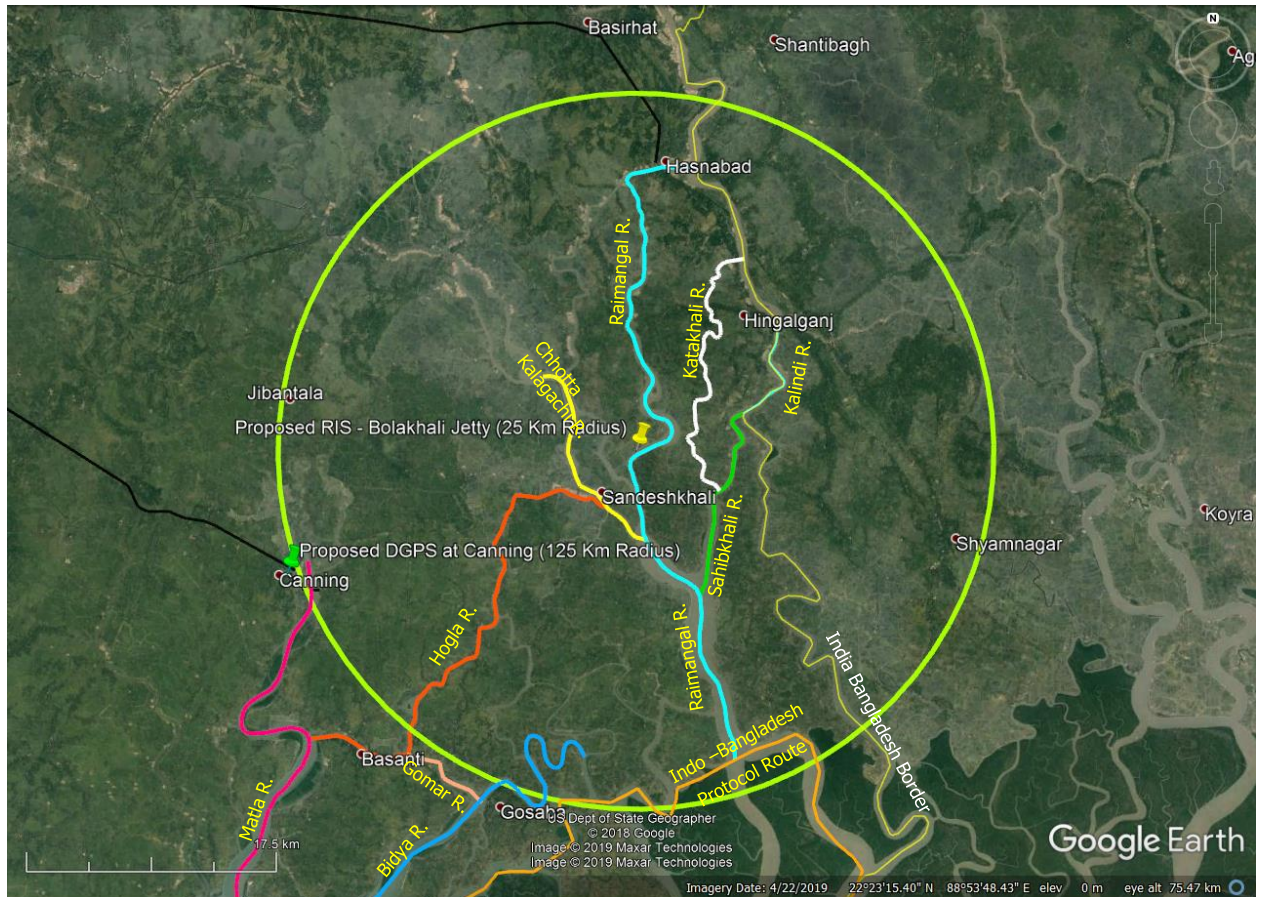 Basirhat
Shantibagh
N
Ag
Hasnabad
Raimangal R.
Katakhali R.
Hingalganj
Kalindi R.
Chhotta
Kalagachi R.
Jibantala
Proposed RIS - Bolakhali Jetty (25 Km Radius)
Sandeshkhali
Sahibkhali R.
Koyra
Shyamnagar
Proposed DGPS at Canning (125 Km Radius)
Canning
Hogla R.
Raimangal R.
India Bangladesh Border
Indo –Bangladesh
Protocol Route
Basanti
Gomar R.
Gosaba
Matla R.
Bidya R.
17.5 km
US Dept of State Geographer
© 2018 Google
Image © 2019 Maxar Technologies
Image © 2019 Maxar Technologies
Google Earth
Imagery Date: 4/22/2019 22°23'15.40" N 88°53'48.43" E elev 0 m eye alt 75.47 km